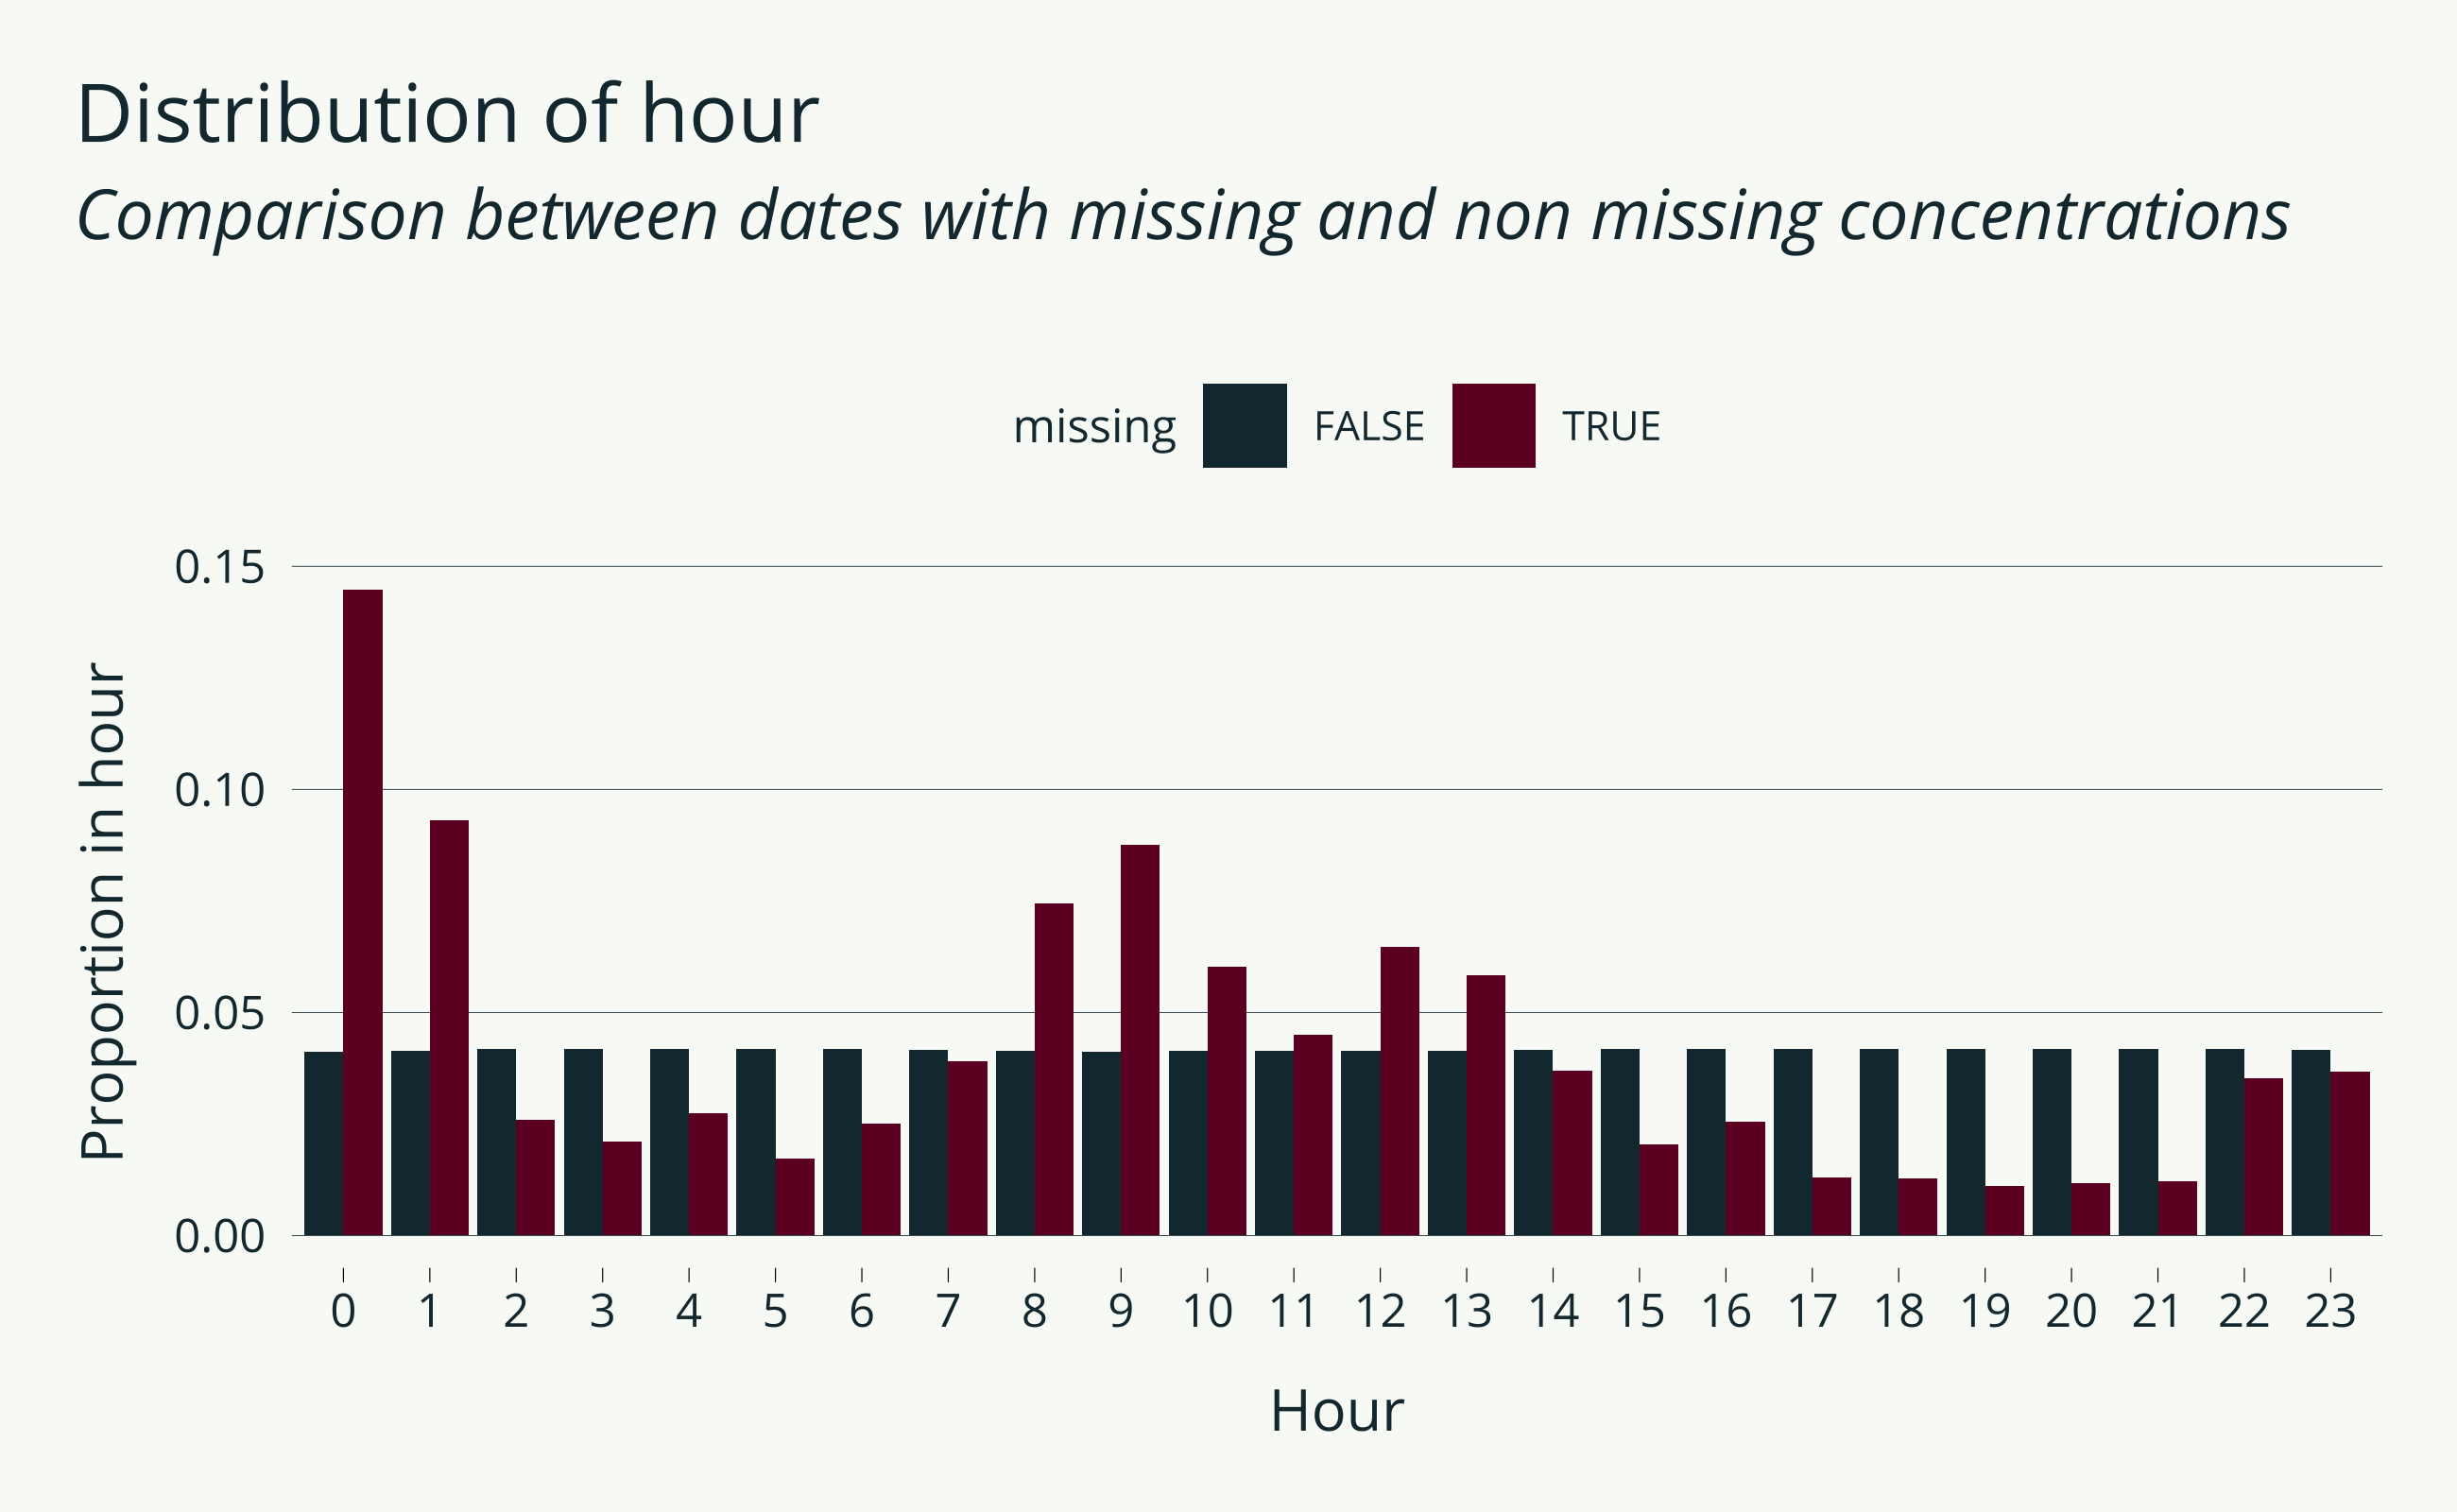 Distribution of hour
Comparison between dates with missing and non missing concentrations
missing FALSE TRUE
0.15
0.10
0.05
0.00
Proportion in hour
0 1 2 3 4 5 6 7 8 9 10 11 12 13 14 15 16 17 18 19 20 21 22 23
Hour